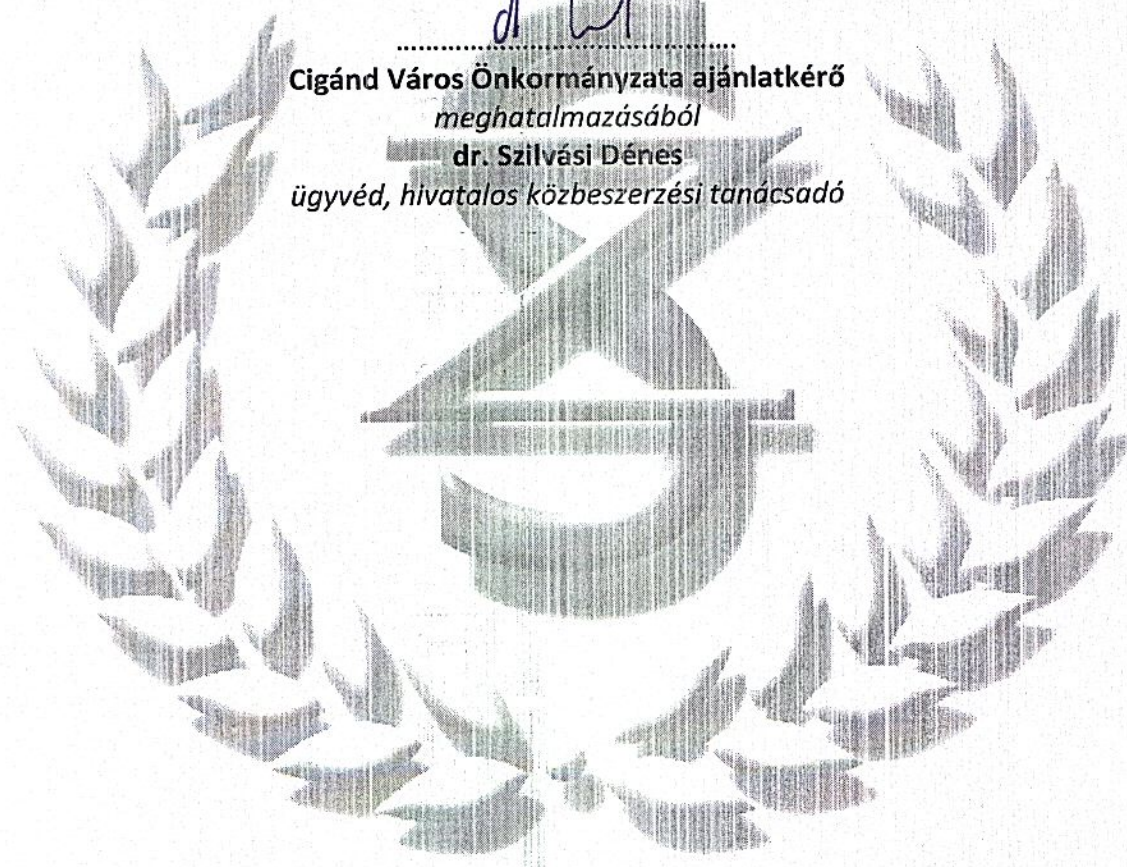 Cigánd Város Önkormányzata ajánlatkérő
meghatalmazásából
dr. Szilvási Dénes
ügyvéd, hivatalos közbeszerzési tanácsadó